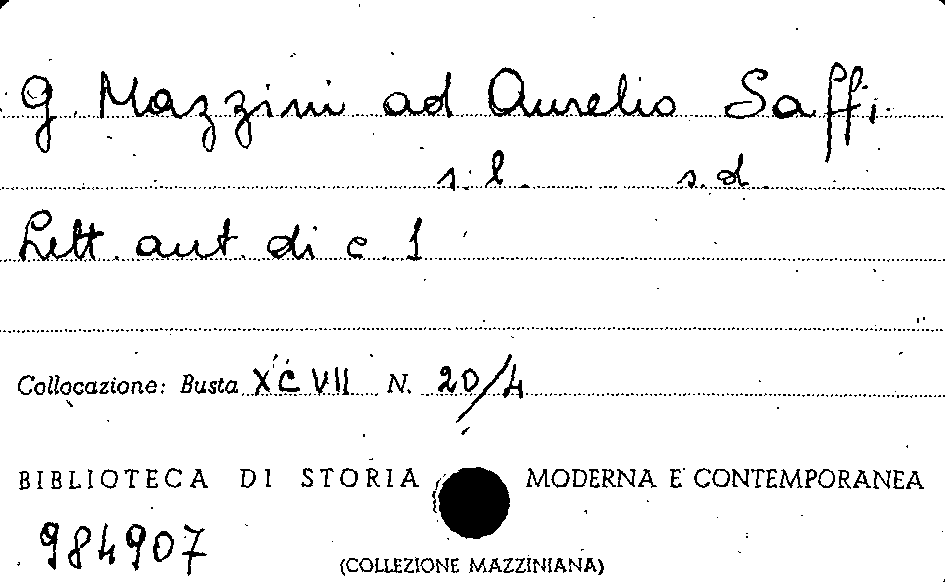 G. Mazzini ad Aurelio Saffi
s.l. s.d.
Lett. aut. di c. 1
Collocazione: Busta XCVII N. 20/4
BIBLIOTECA DI STORIA MODERNA E CONTEMPORANEA
984907
(COLLEZIONE MAZZINIANA)